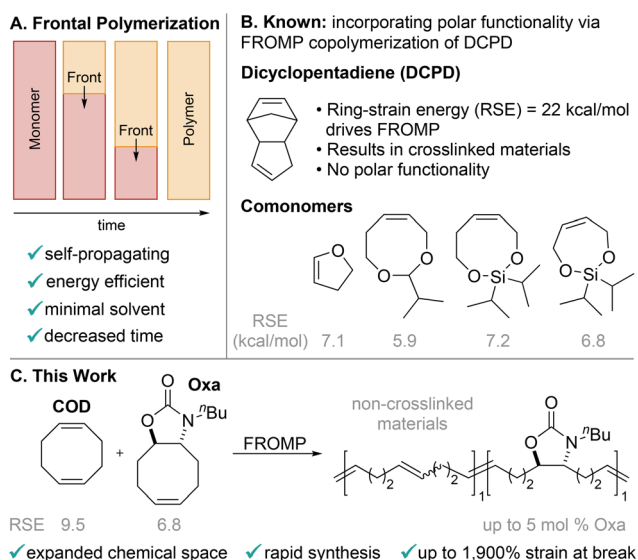 A. Frontal Polymerization
Monomer
Front
Front
Polymer
time
✓self-propagating
✓energy efficient
✓minimal solvent
✓decreased time
B. Known: incorporating polar functionality via
FROMP copolymerization of DCPD
Dicyclopentadiene (DCPD)
• Ring-strain energy (RSE) = 22 kcal/mol
drives FROMP
• Results in crosslinked materials
• No polar functionality
Comonomers
O
O
O
O
Si
O
O
Si
O
RSE
(kcal/mol) 7.1 5.9 7.2 6.8
C. This Work
COD
+
Oxa
O
O
N
nBu
FROMP
non-crosslinked
materials
O
O
N
nBu
2
2
1
2
2
1
RSE 9.5 6.8
up to 5 mol % Oxa
✓expanded chemical space ✓rapid synthesis ✓up to 1,900% strain at break